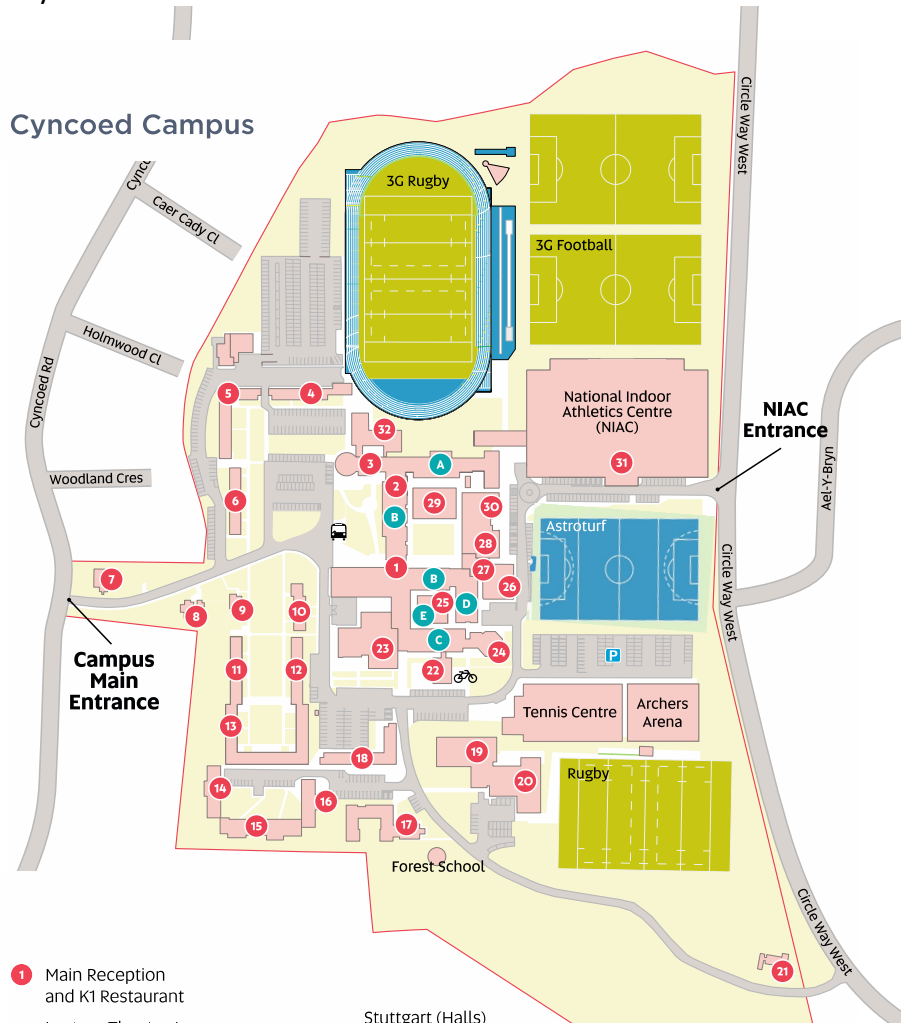 Cyncoed Campus
Circle Way West
Caer Cady Cl
3G Rugby
3G Football
Holmwood Cl
Cyncoed Rd
5
4
National Indoor
Athletics Centre
(NIAC)
NIAC
Entrance
32
3
A
31
Ael-Y-Bryn
Woodland Cres
6
2
29
30
B
Astroturf
28
Circle Way West
1
27
7
B
26
8
9
10
25
D
E
Campus
Main
Entrance
C
23
24
P
11
12
22
13
Tennis Centre
Archers
Arena
18
19
20
Rugby
14
16
15
17
Forest School
Circle Way West
21
1 Main Reception
and K1 Restaurant
Stuttgart (Halls)